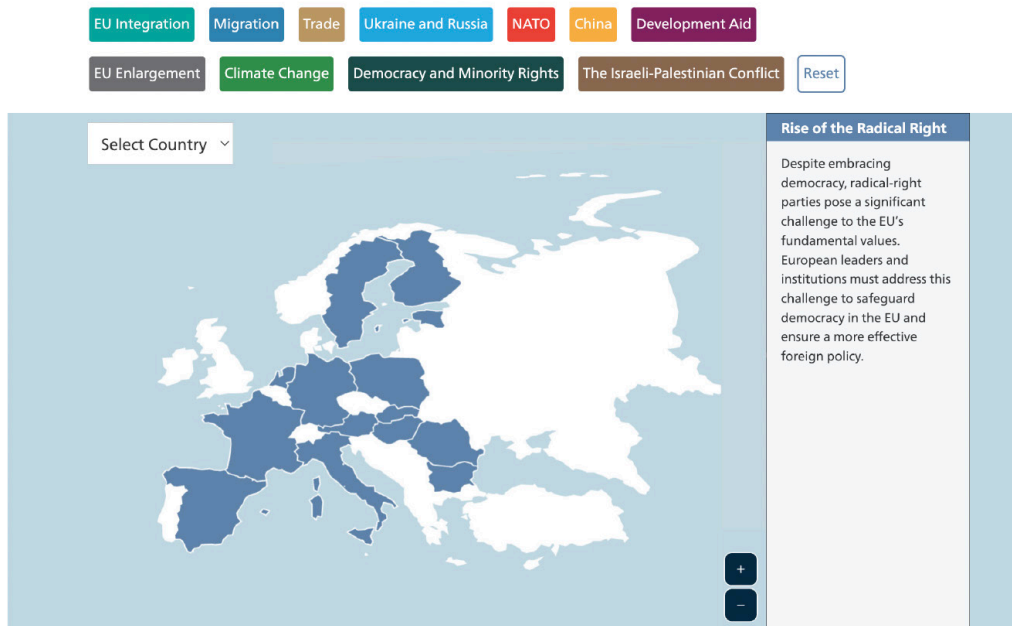 EU Integration Migration Trade Ukraine and Russia NATO China Development Aid
EU Enlargement Climate Change Democracy and Minority Rights The Israeli-Palestinian Conflict Reset
Select Country
Rise of the Radical Right
Despite embracing
democracy, radical-right
parties pose a significant
challenge to the EU's
fundamental values.
European leaders and
institutions must address this
challenge to safeguard
democracy in the EU and
ensure a more effective
foreign policy.
+
−